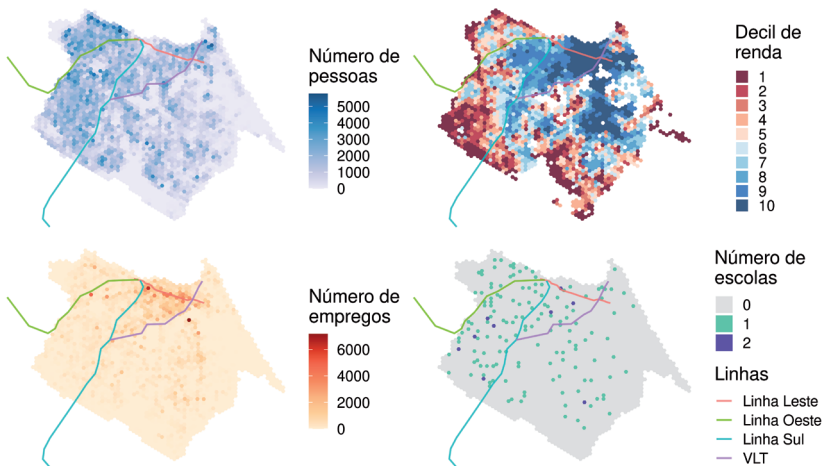 Número de
pessoas
5000
4000
3000
2000
1000
0
Decil de
renda
1
2
3
4
5
6
7
8
9
10
Número de
empregos
6000
4000
2000
0
Número de
escolas
0
1
2
Linhas
Linha Leste
Linha Oeste
Linha Sul
VLT